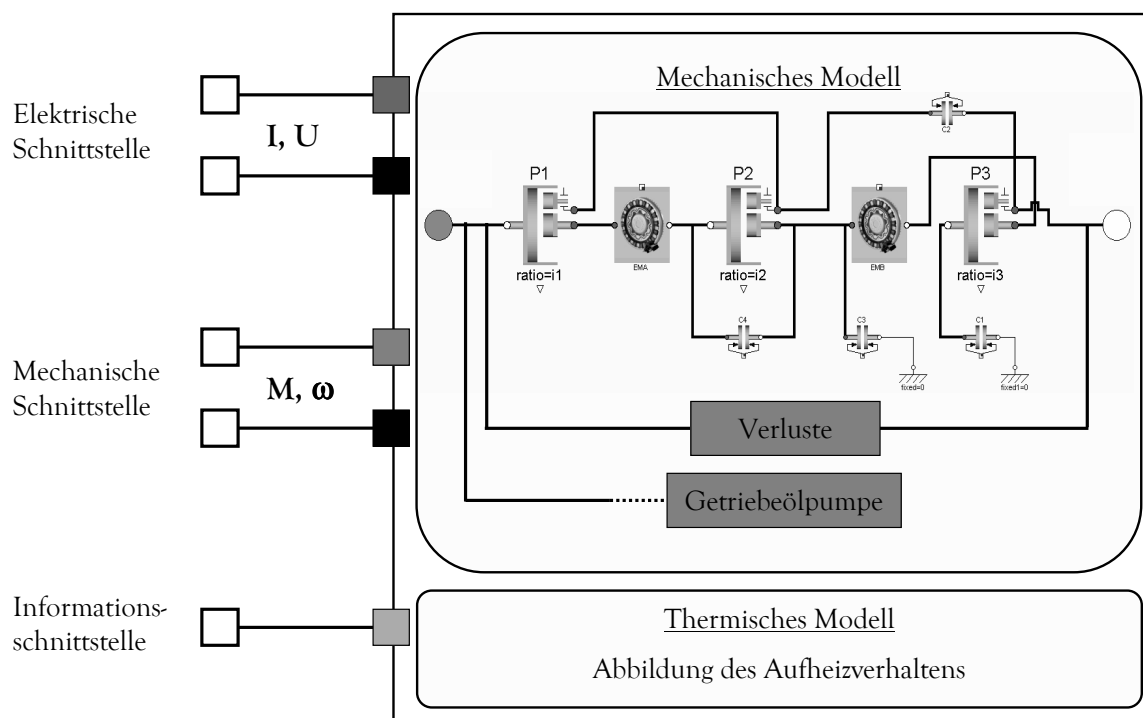 Elektrische
Schnittstelle
I, U
Mechanische
Schnittstelle
M, ω
Informations-
schnittstelle
Mechanisches Modell
C2
P1
P2
P3
EMA
EMB
ratio=i1
ratio=i2
ratio=i3
C4
C3
C1
fixed=0
fixed1=0
Verluste
Getriebeölpumpe
Thermisches Modell
Abbildung des Aufheizverhaltens